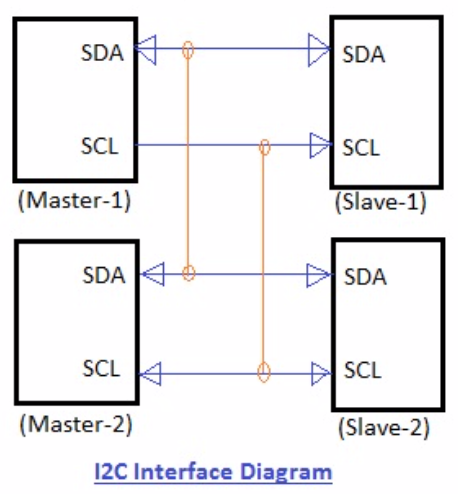 SDA SDA
SCL SCL
(Master-1) (Slave-1)
SDA SDA
SCL SCL
(Master-2) (Slave-2)
I2C Interface Diagram